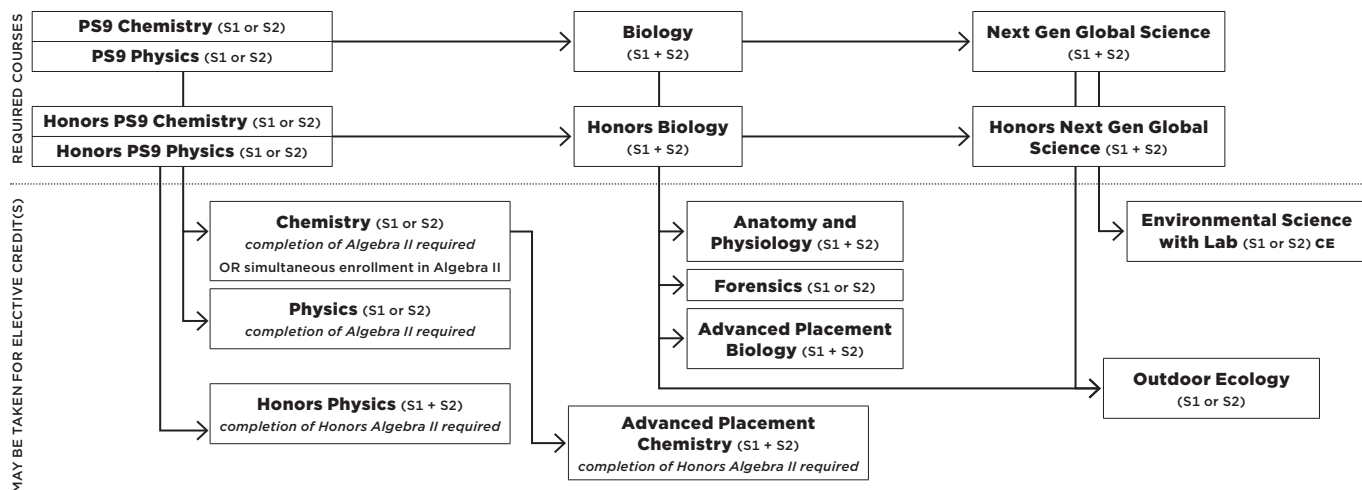 REQUIRED COURSES
PS9 Chemistry (S1 or S2)
PS9 Physics (S1 or S2)
Biology
(S1 + S2)
Next Gen Global Science
(S1 + S2)
Honors PS9 Chemistry (S1 or S2)
Honors PS9 Physics (S1 or S2)
Honors Biology
(S1 + S2)
Honors Next Gen Global
Science (S1 + S2)
MAY BE TAKEN FOR ELECTIVE CREDIT(S)
Chemistry (S1 or S2)
completion of Algebra II required
OR simultaneous enrollment in Algebra II
Physics (S1 or S2)
completion of Algebra II required
Honors Physics (S1 + S2)
completion of Honors Algebra II required
Advanced Placement
Chemistry (S1 + S2)
completion of Honors Algebra II required
Anatomy and
Physiology (S1 + S2)
Forensics (S1 or S2)
Advanced Placement
Biology (S1 + S2)
Environmental Science
with Lab (S1 or S2) CE
Outdoor Ecology
(S1 or S2)